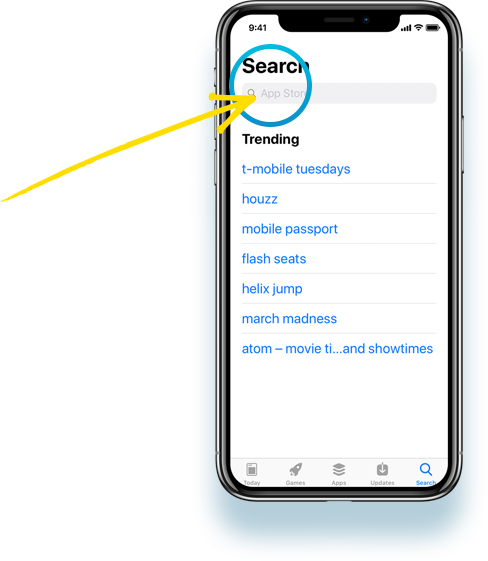 9:41
Search
App Store
Trending
t-mobile tuesdays
houzz
mobile passport
flash seats
helix jump
march madness
atom – movie ti...and showtimes
Today
Games
Apps
Updates
Search